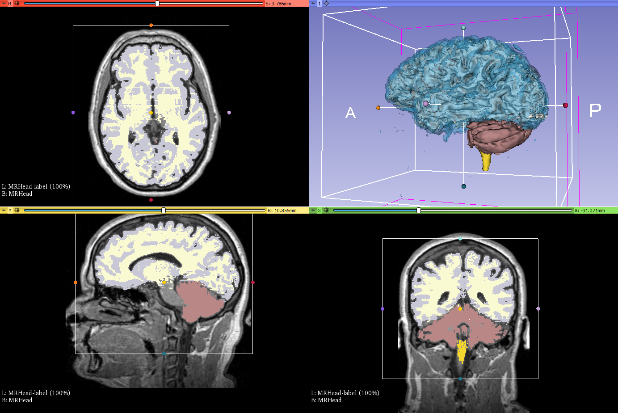 A
P
L: MRHead-label (100%)
B: MRHead
L: MRHead-label (100%)
B: MRHead
L: MRHead-label (100%)
B: MRHead